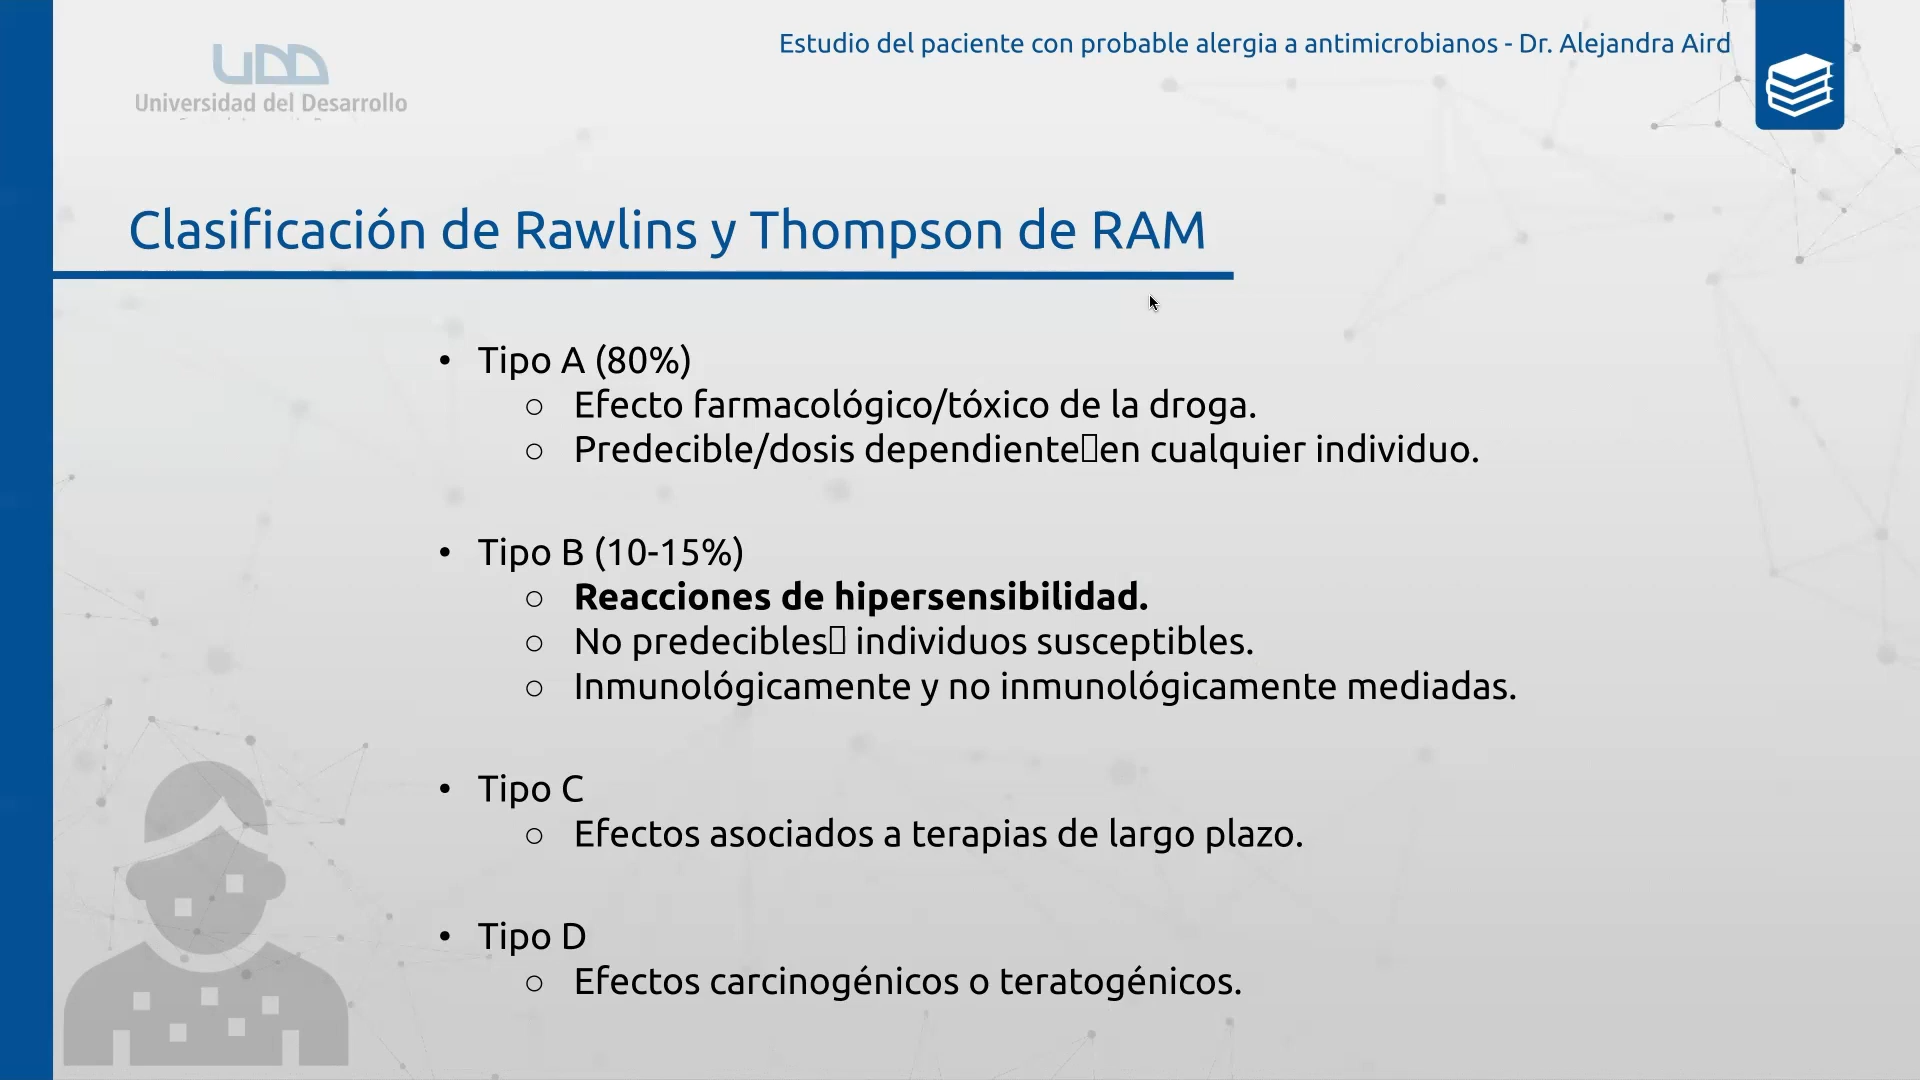 Estudio del paciente con probable alergia a antimicrobianos - Dr. Alejandra Aird
UDD
Universidad del Desarrollo
Clasificación de Rawlins y Thompson de RAM
• Tipo A (80%)
○ Efecto farmacológico/tóxico de la droga.
○ Predecible/dosis dependiente▯en cualquier individuo.
• Tipo B (10-15%)
○ Reacciones de hipersensibilidad.
○ No predecibles▯ individuos susceptibles.
○ Inmunológicamente y no inmunológicamente mediadas.
• Tipo C
○ Efectos asociados a terapias de largo plazo.
• Tipo D
○ Efectos carcinogénicos o teratogénicos.